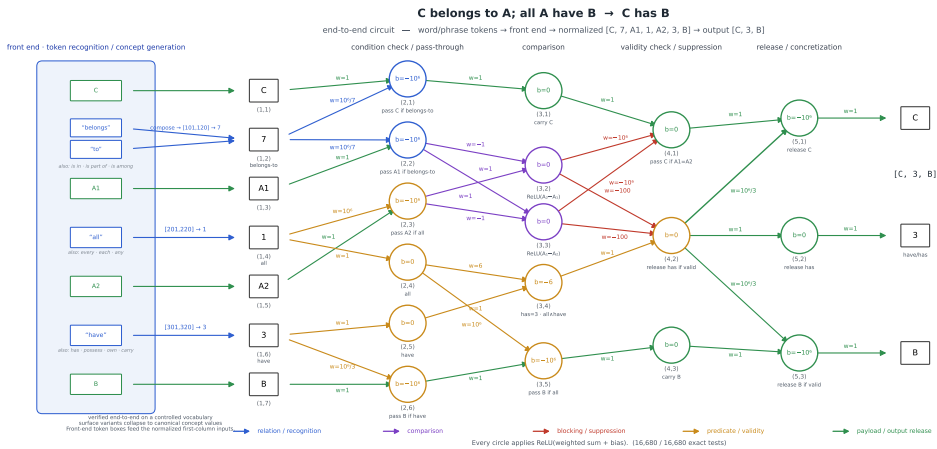 C belongs to A; all A have B → C has B
end-to-end circuit — word/phrase tokens → front end → normalized [C, 7, A1, 1, A2, 3, B] → output [C, 3, B]
front end · token recognition / concept generation
condition check / pass-through
comparison
validity check / suppression
release / concretization
C
"belongs"
"to"
also: is in · is part of · is among
A1
"all"
also: every · each · any
A2
"have"
also: has · possess · own · carry
B
compose → [101,120] → 7
[201,220] → 1
[301,320] → 3
C
(1,1)
7
(1,2)
belongs-to
A1
(1,3)
1
(1,4)
all
A2
(1,5)
3
(1,6)
have
B
(1,7)
w=1
w=10⁶/7
w=10⁶/7
w=1
w=10⁶
w=1
w=1
w=1
w=10⁶/3
w=1
b=−10⁶
(2,1)
pass C if belongs-to
b=−10⁶
(2,2)
pass A1 if belongs-to
b=−10⁶
(2,3)
pass A2 if all
b=0
(2,4)
all
b=0
(2,5)
have
b=−10⁶
(2,6)
pass B if have
w=1
w=−1
w=1
w=1
w=−1
w=6
w=1
w=10⁶
w=1
b=0
(3,1)
carry C
b=0
(3,2)
ReLU(A₁−A₂)
b=0
(3,3)
ReLU(A₂−A₁)
b=−6
(3,4)
has=3 · all∧have
b=−10⁶
(3,5)
pass B if all
w=1
w=−10⁶
w=−10⁶
w=−100
w=−100
w=1
w=1
b=0
(4,1)
pass C if A1=A2
b=0
(4,2)
release has if valid
b=0
(4,3)
carry B
w=1
w=10⁶/3
w=1
w=10⁶/3
w=1
b=−10⁶
(5,1)
release C
b=0
(5,2)
release has
b=−10⁶
(5,3)
release B if valid
w=1
w=1
w=1
C
[C, 3, B]
3
have/has
B
verified end-to-end on a controlled vocabulary
surface variants collapse to canonical concept values
Front-end token boxes feed the normalized first-column inputs.
relation / recognition
comparison
blocking / suppression
predicate / validity
payload / output release
Every circle applies ReLU(weighted sum + bias). (16,680 / 16,680 exact tests)